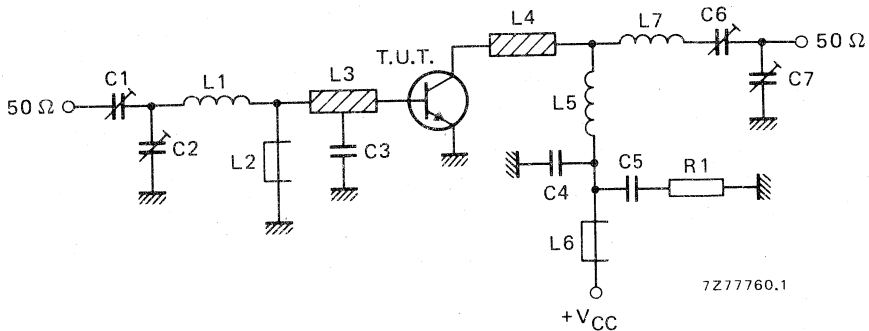 L4
L7
C6
50 Ω
T.U.T.
C1
L1
L3
C7
50 Ω
L5
C2
L2
C3
C4
C5
R1
L6
7Z77760.1
+VCC